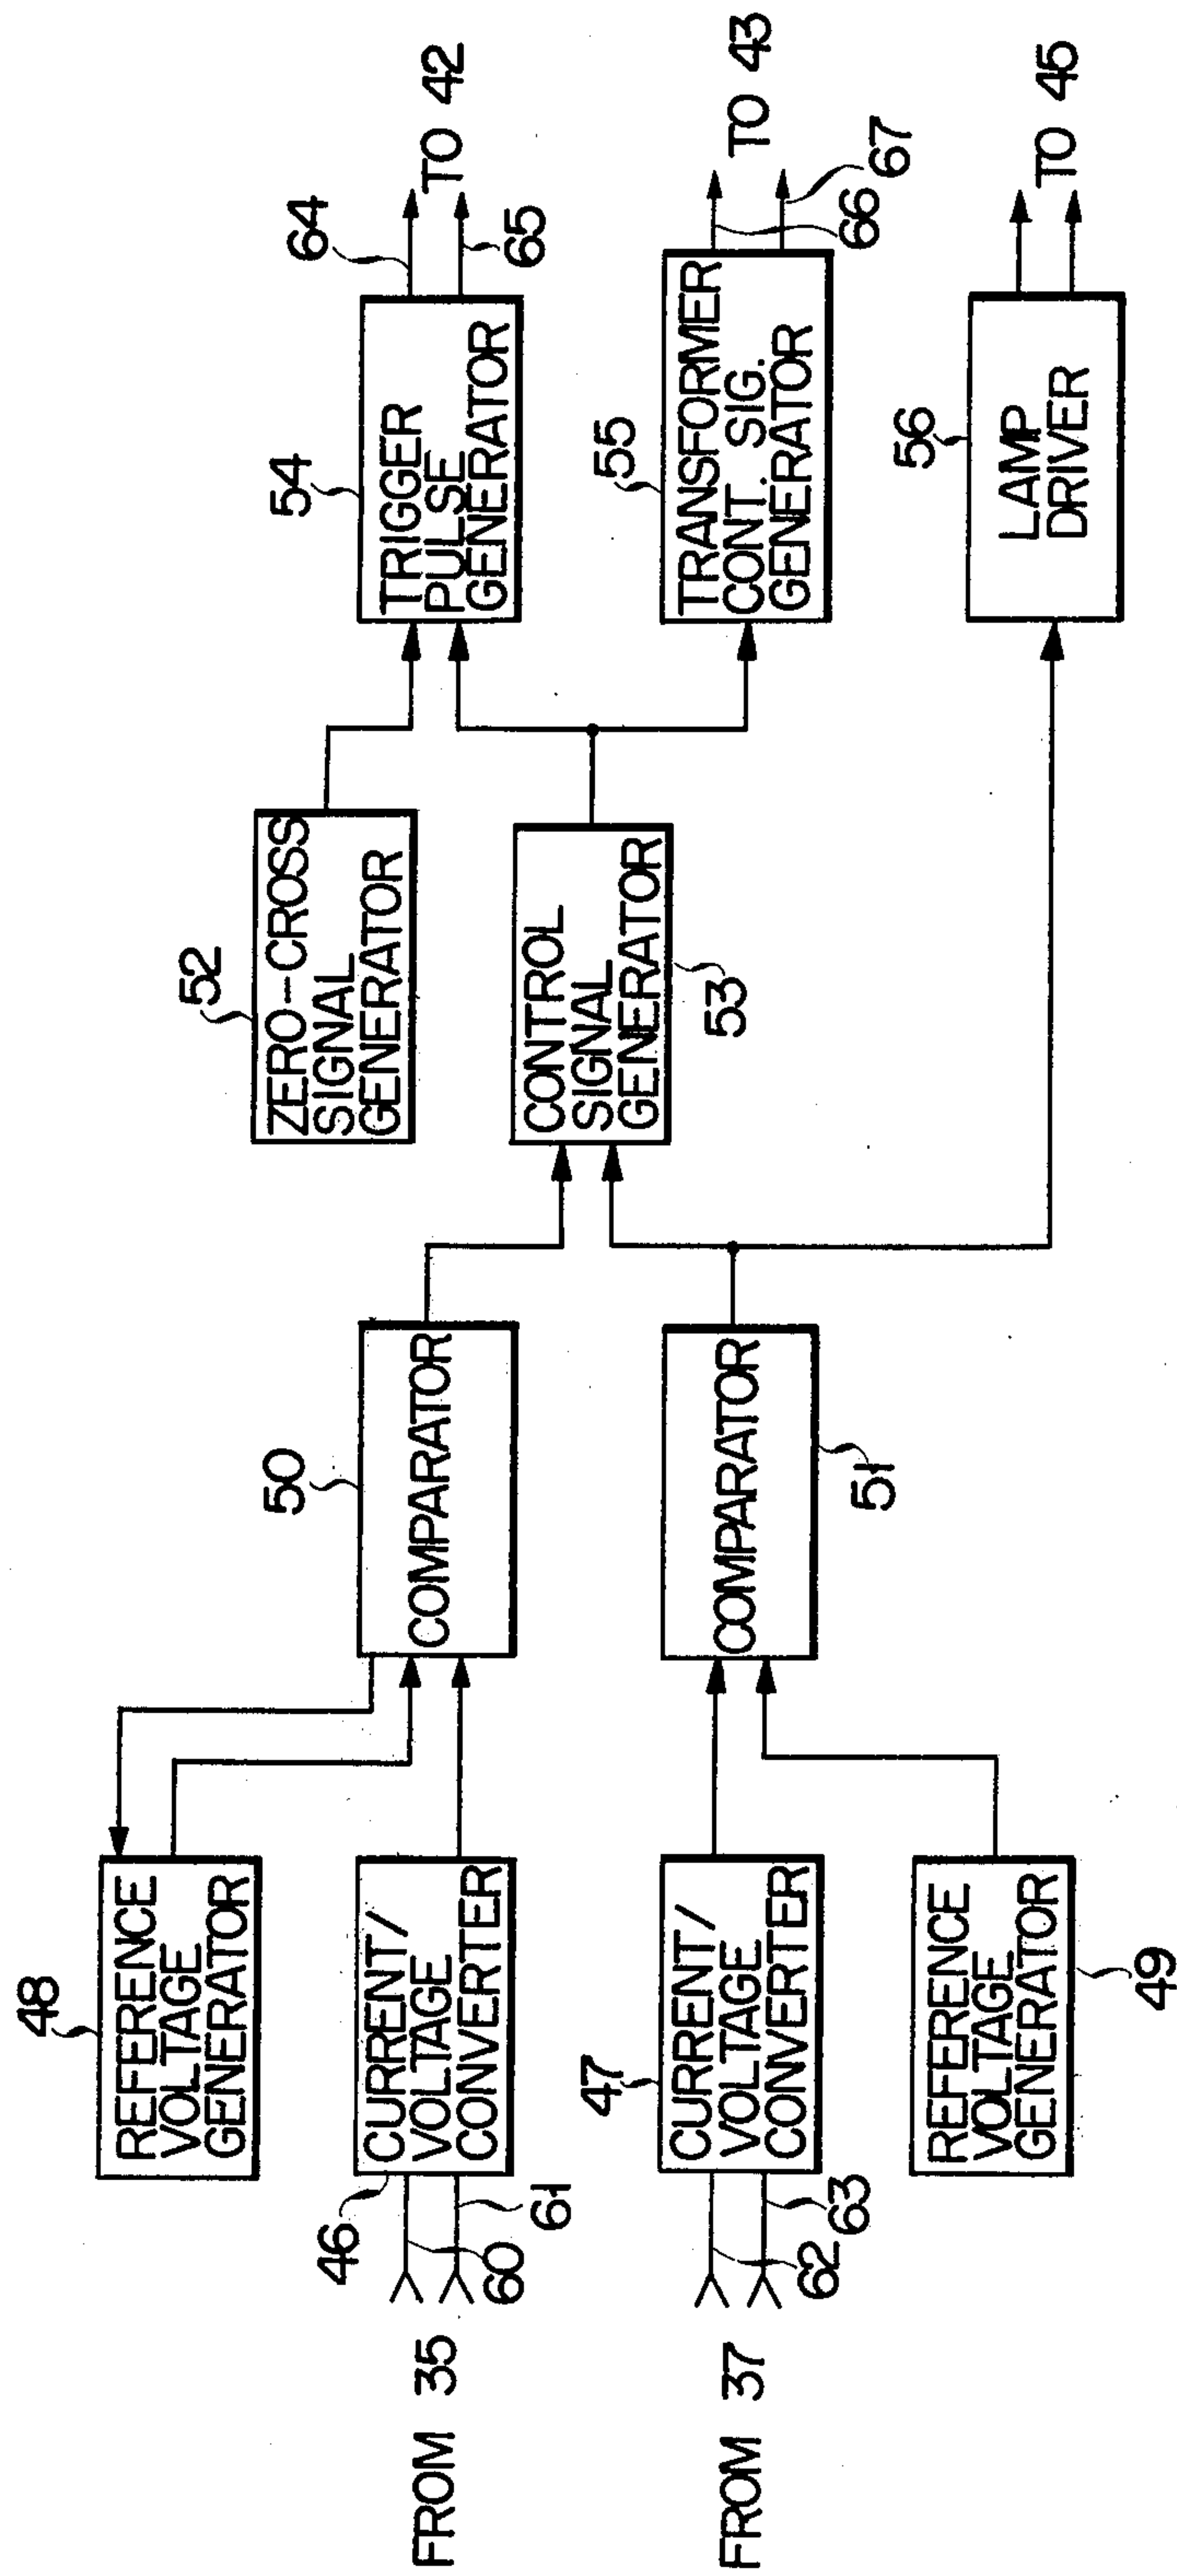 48
REFERENCE
VOLTAGE
GENERATOR
FROM 35
46
60
61
CURRENT/
VOLTAGE
CONVERTER
FROM 37
62
63
47
CURRENT/
VOLTAGE
CONVERTER
REFERENCE
VOLTAGE
GENERATOR
49
50
COMPARATOR
COMPARATOR
51
52
ZERO-CROSS
SIGNAL
GENERATOR
CONTROL
SIGNAL
GENERATOR
53
54
TRIGGER
PULSE
GENERATOR
64
65
TO 42
55
TRANSFORMER
CONT. SIG.
GENERATOR
66
67
TO 43
56
LAMP
DRIVER
TO 45